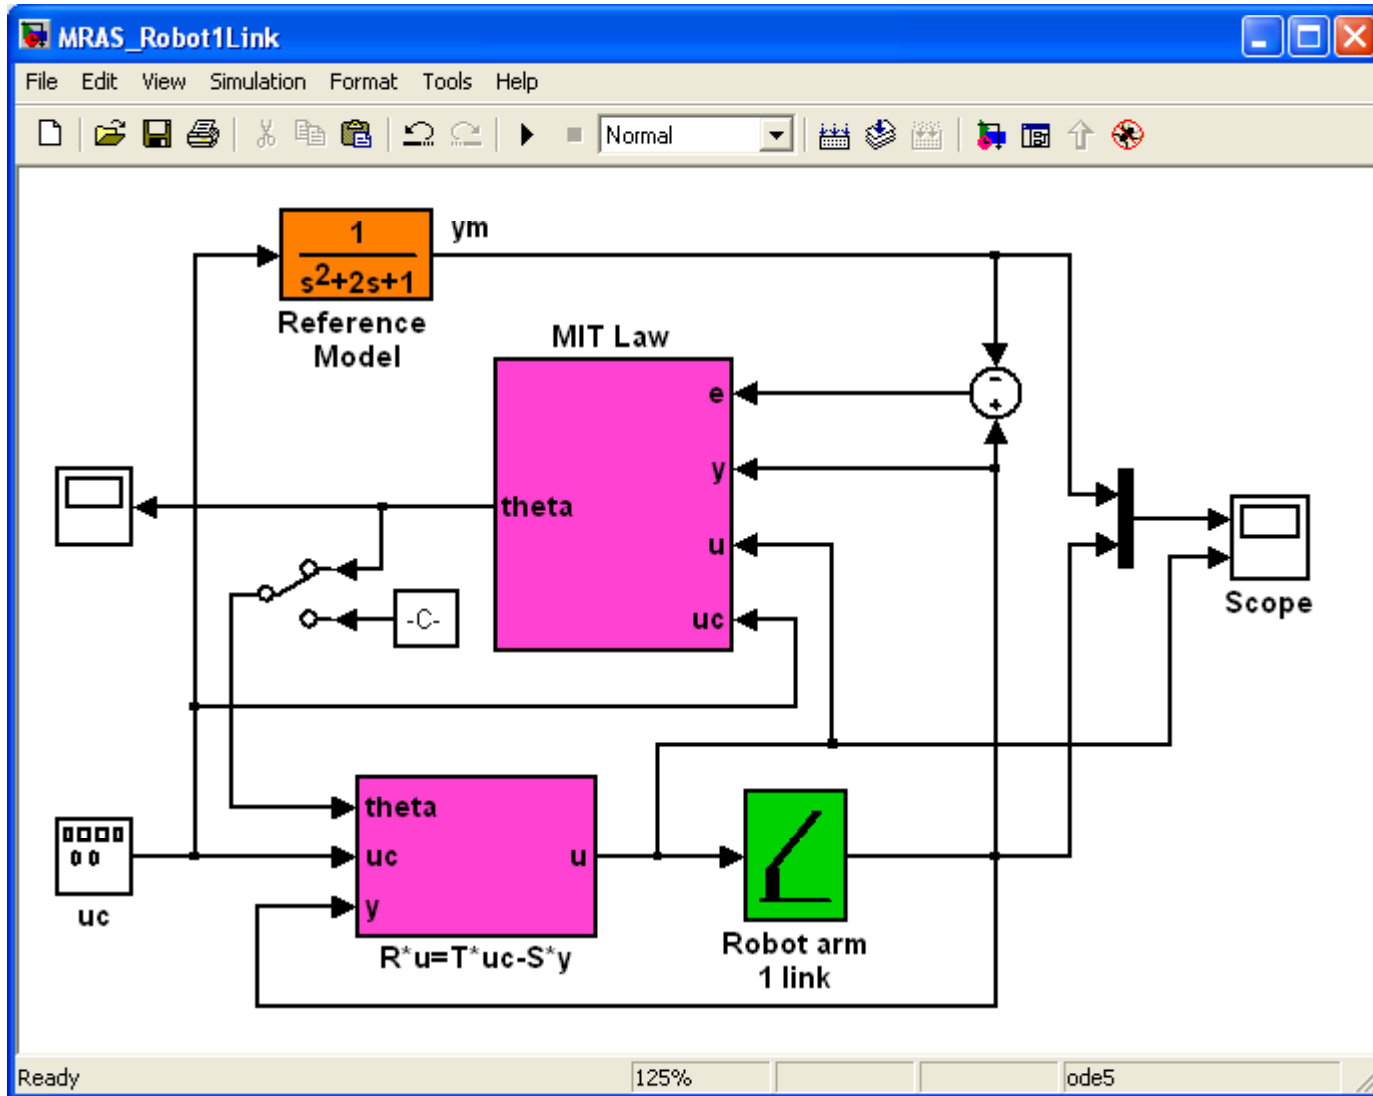 MRAS_Robot1Link
File Edit View Simulation Format Tools Help
Normal
1
s2+2s+1
ym
Reference
Model
MIT Law
e
y
theta
u
uc
-C-
Scope
theta
uc
u
y
uc
R*u=T*uc-S*y
Robot arm
1 link
Ready 125% ode5